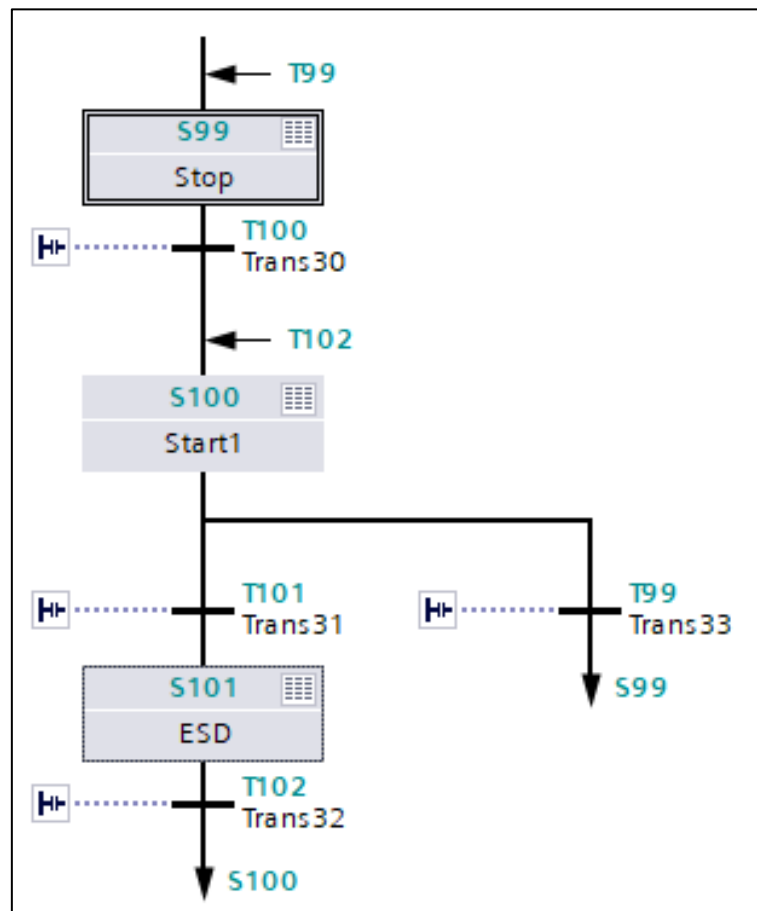 T99
S99
Stop
T100
Trans30
T102
S100
Start1
T101
Trans31
T99
Trans33
S101
ESD
S99
T102
Trans32
S100